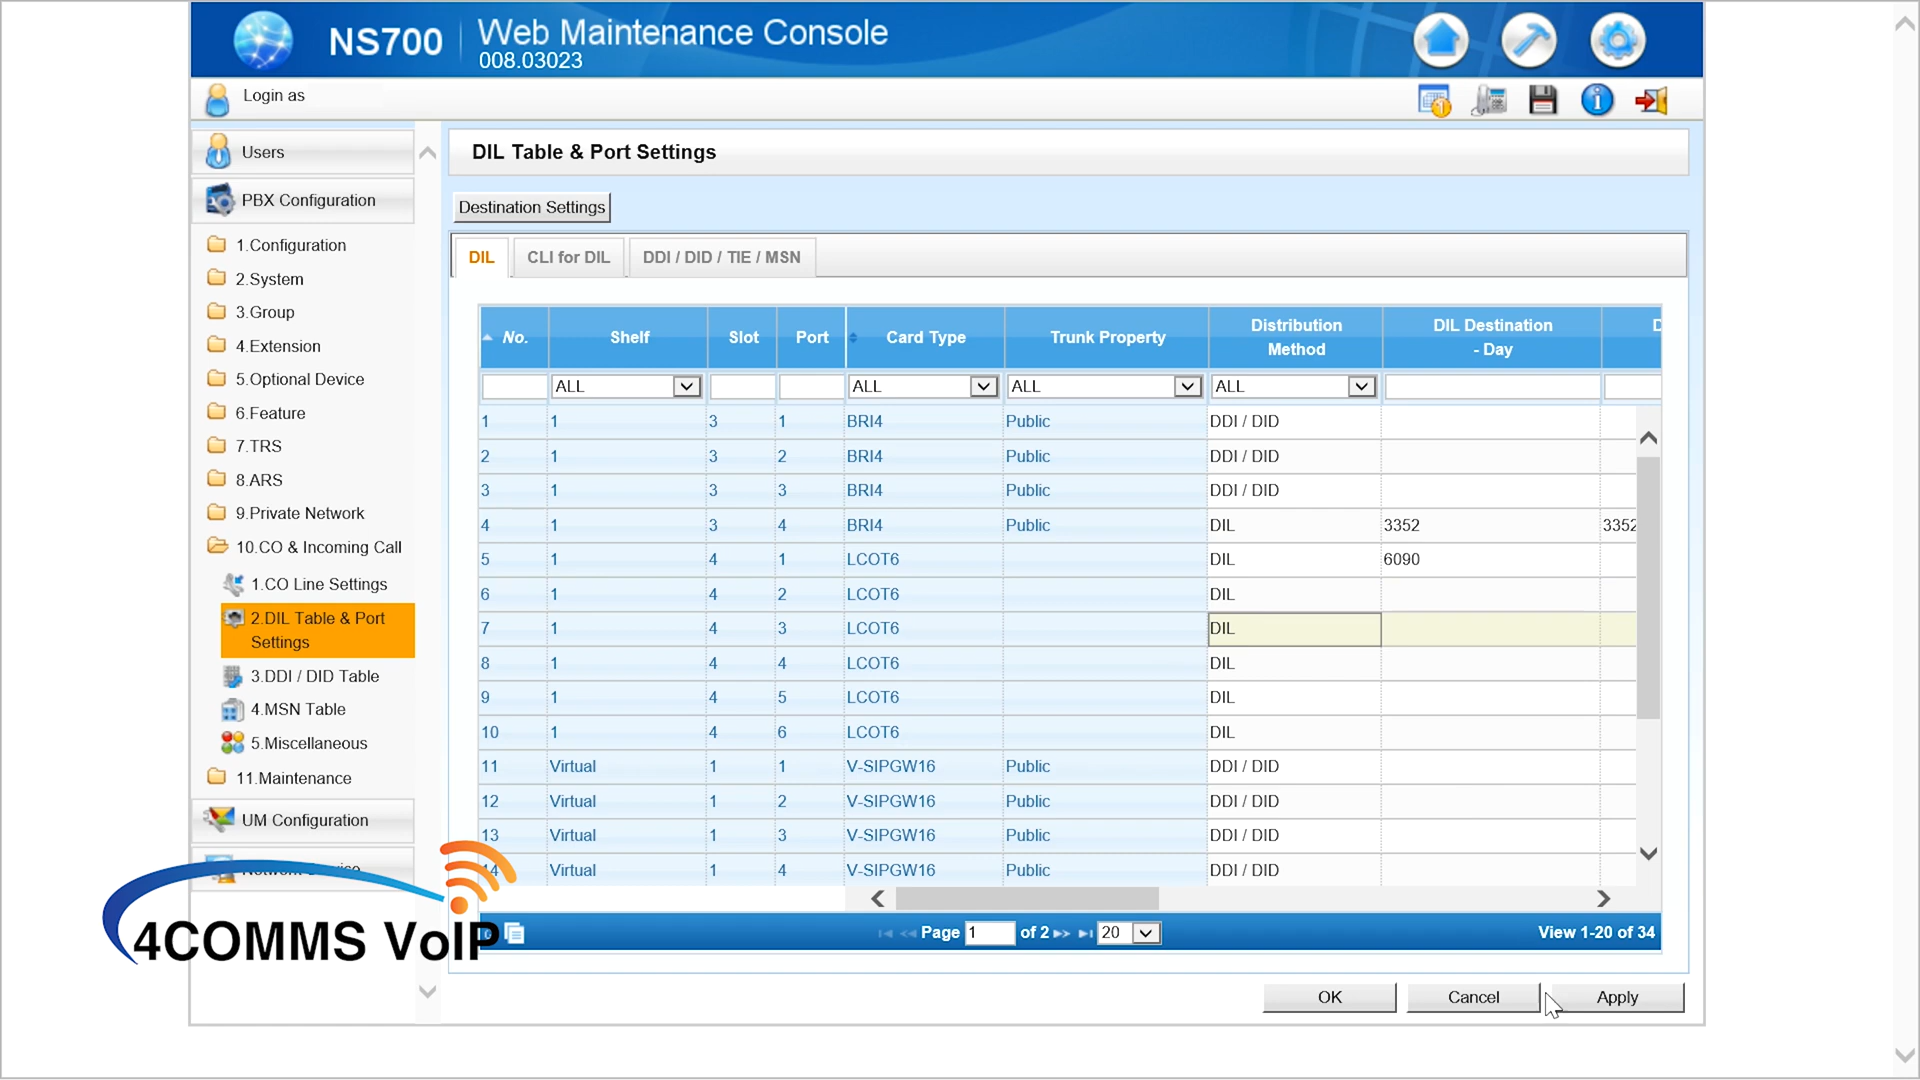 NS700
Web Maintenance Console
008.03023
Login as
Users
PBX Configuration
1.Configuration
2.System
3.Group
4.Extension
5.Optional Device
6.Feature
7.TRS
8.ARS
9.Private Network
10.CO & Incoming Call
1.CO Line Settings
2.DIL Table & Port
Settings
3.DDI / DID Table
4.MSN Table
5.Miscellaneous
11.Maintenance
UM Configuration
4COMMS VoIP
DIL Table & Port Settings
Destination Settings
DIL CLI for DIL DDI / DID / TIE / MSN
No. Shelf Slot Port Card Type Trunk Property Distribution Method DIL Destination - Day D
ALL ALL ALL ALL
1 1 3 1 BRI4 Public DDI / DID
2 1 3 2 BRI4 Public DDI / DID
3 1 3 3 BRI4 Public DDI / DID
4 1 3 4 BRI4 Public DIL 3352 3352
5 1 4 1 LCOT6 DIL 6090
6 1 4 2 LCOT6 DIL
7 1 4 3 LCOT6 DIL
8 1 4 4 LCOT6 DIL
9 1 4 5 LCOT6 DIL
10 1 4 6 LCOT6 DIL
11 Virtual 1 1 V-SIPGW16 Public DDI / DID
12 Virtual 1 2 V-SIPGW16 Public DDI / DID
13 Virtual 1 3 V-SIPGW16 Public DDI / DID
14 Virtual 1 4 V-SIPGW16 Public DDI / DID
Page 1 of 2 20 View 1-20 of 34
OK Cancel Apply